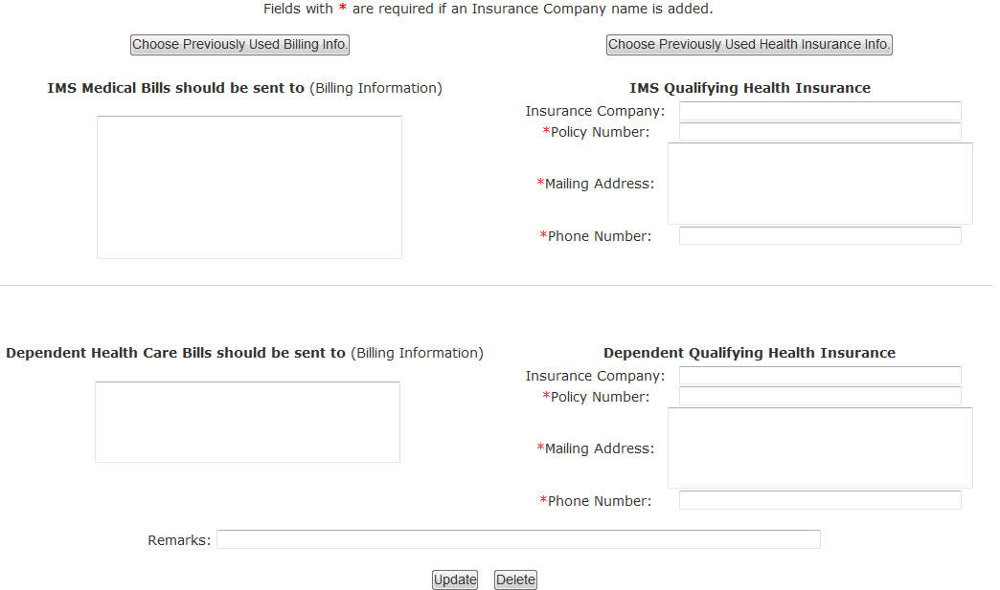 Fields with * are required if an Insurance Company name is added.
Choose Previously Used Billing Info.
Choose Previously Used Health Insurance Info.
IMS Medical Bills should be sent to (Billing Information)
IMS Qualifying Health Insurance
Insurance Company:
*Policy Number:
*Mailing Address:
*Phone Number:
Dependent Health Care Bills should be sent to (Billing Information)
Dependent Qualifying Health Insurance
Insurance Company:
*Policy Number:
*Mailing Address:
*Phone Number:
Remarks:
Update
Delete